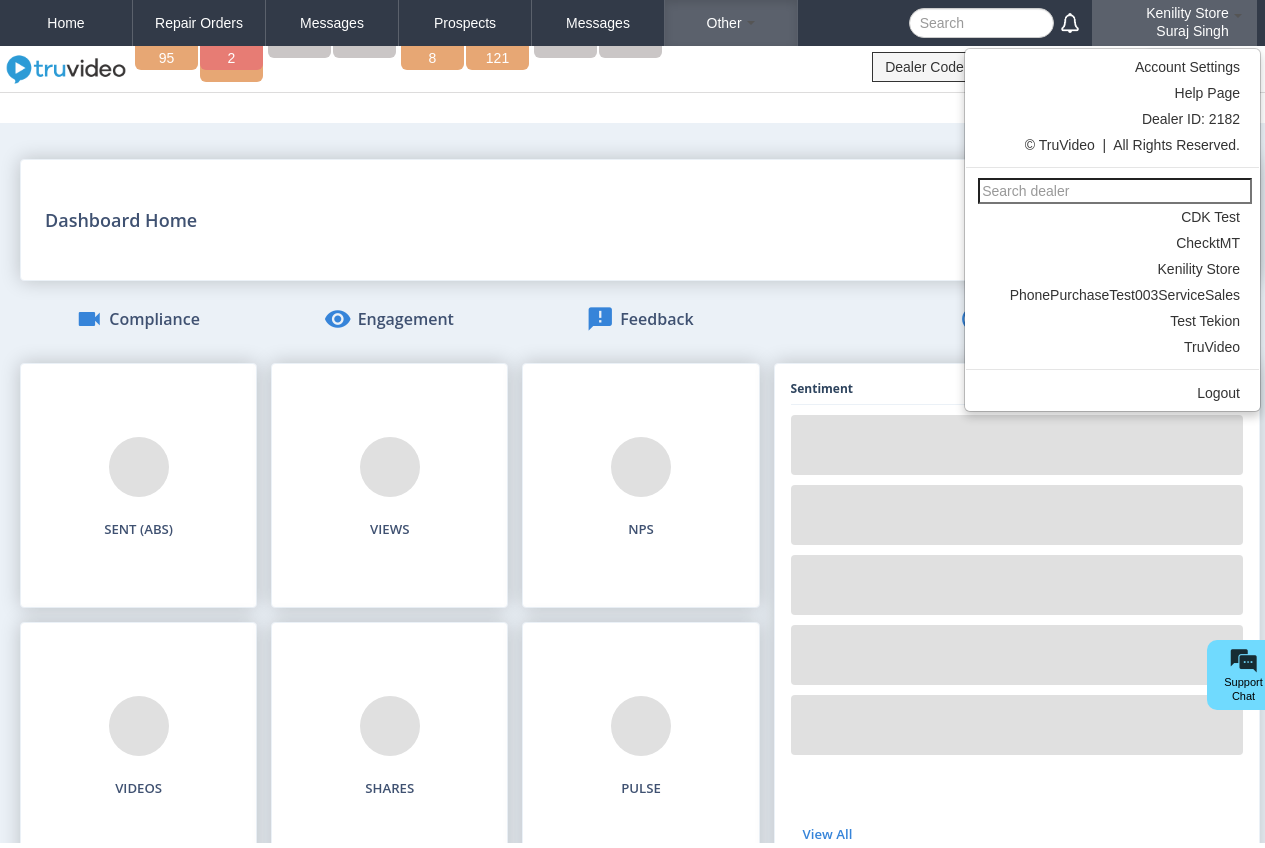 Home
Repair Orders
Messages
Prospects
Messages
Other
Search
Kenility Store
Suraj Singh
truvideo
95
2
8
121
Dealer Code
Account Settings
Help Page
Dealer ID: 2182
© TruVideo | All Rights Reserved.
Search dealer
CDK Test
ChecktMT
Kenility Store
PhonePurchaseTest003ServiceSales
Test Tekion
TruVideo
Logout
Dashboard Home
Compliance
Engagement
Feedback
SENT (ABS)
VIEWS
NPS
Sentiment
VIDEOS
SHARES
PULSE
View All
Support
Chat